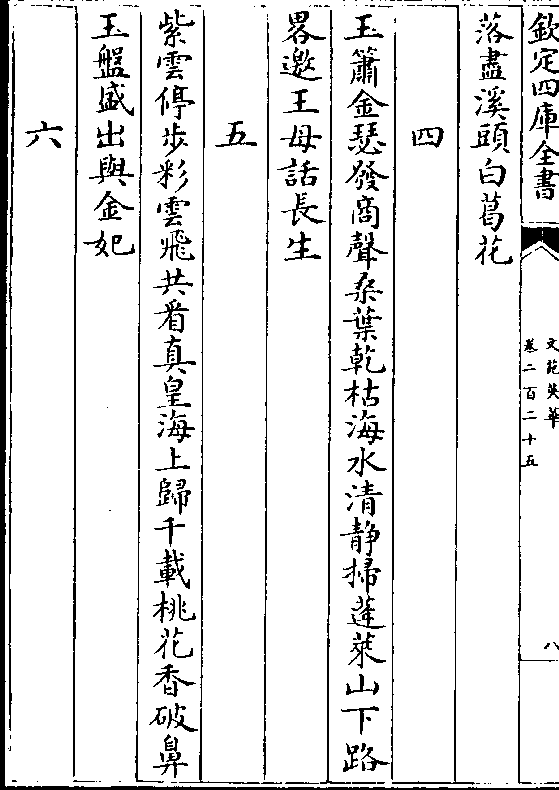 欽定四庫全書
文苑英華
卷二百二十五
八
落盡溪頭白葛花
四
玉簫金瑟發商聲桑葉乾枯海水清静掃蓬萊山下路
畧邀王母話長生
五
紫雲停步彩雲飛共看真皇海上歸千載桃花香破鼻
玉盤盛出與金妃
六